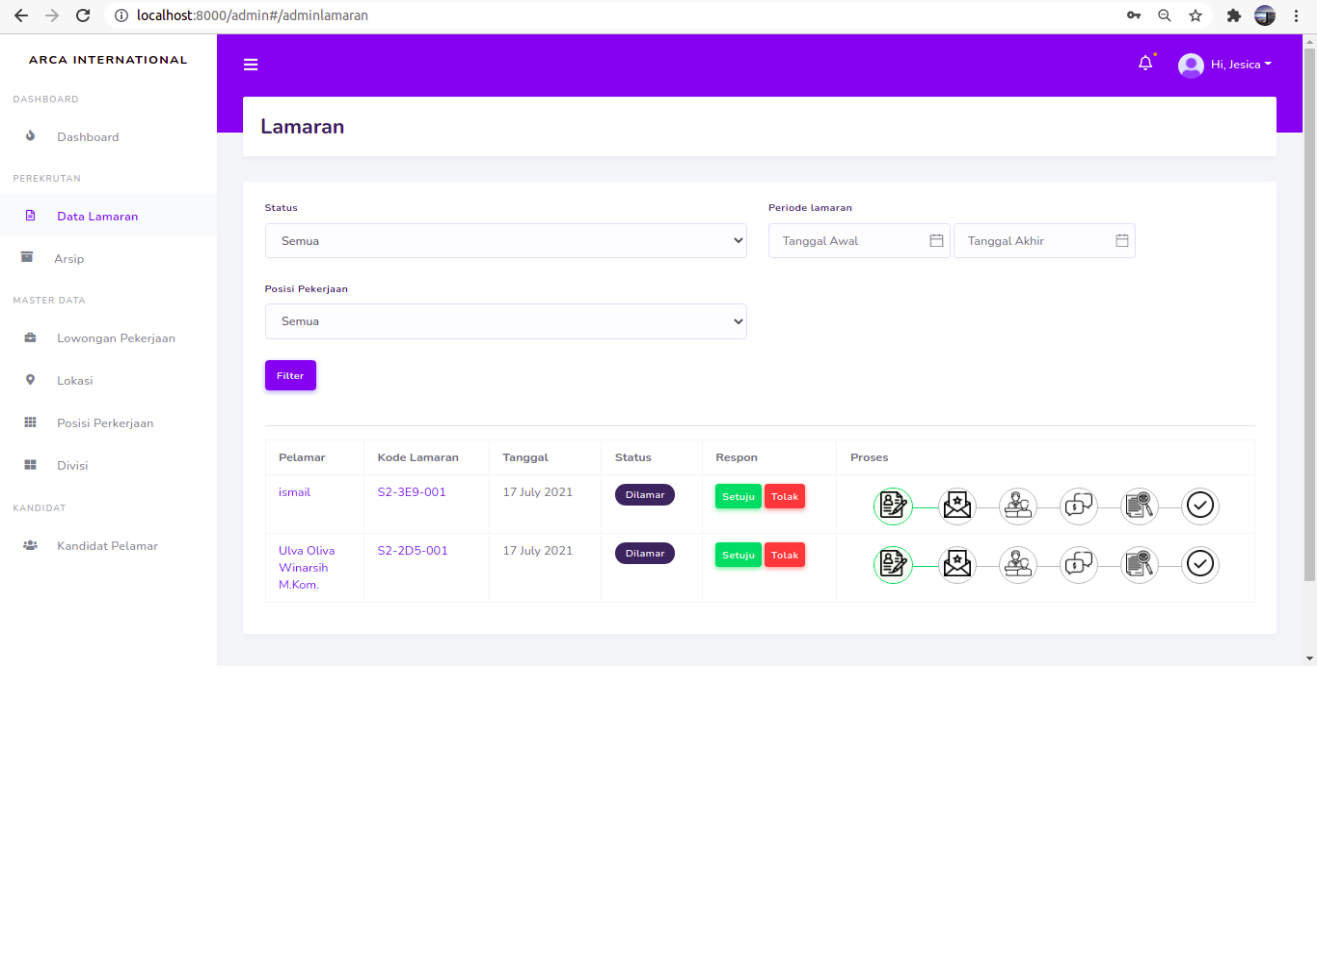 localhost:8000/admin#/adminlamaran
ARCA INTERNATIONAL
Hi, Jesica
DASHBOARD
Dashboard
PEREKRUTAN
Data Lamaran
Arsip
MASTER DATA
Lowongan Pekerjaan
Lokasi
Posisi Perkerjaan
Divisi
KANDIDAT
Kandidat Pelamar
Lamaran
Status
Semua
Periode lamaran
Tanggal Awal
Tanggal Akhir
Posisi Pekerjaan
Semua
Filter
Pelamar Kode Lamaran Tanggal Status Respon Proses
ismail S2-3E9-001 17 July 2021 Dilamar Setuju Tolak
Ulva Oliva S2-2D5-001 17 July 2021 Dilamar Setuju Tolak
Winarsih
M.Kom.